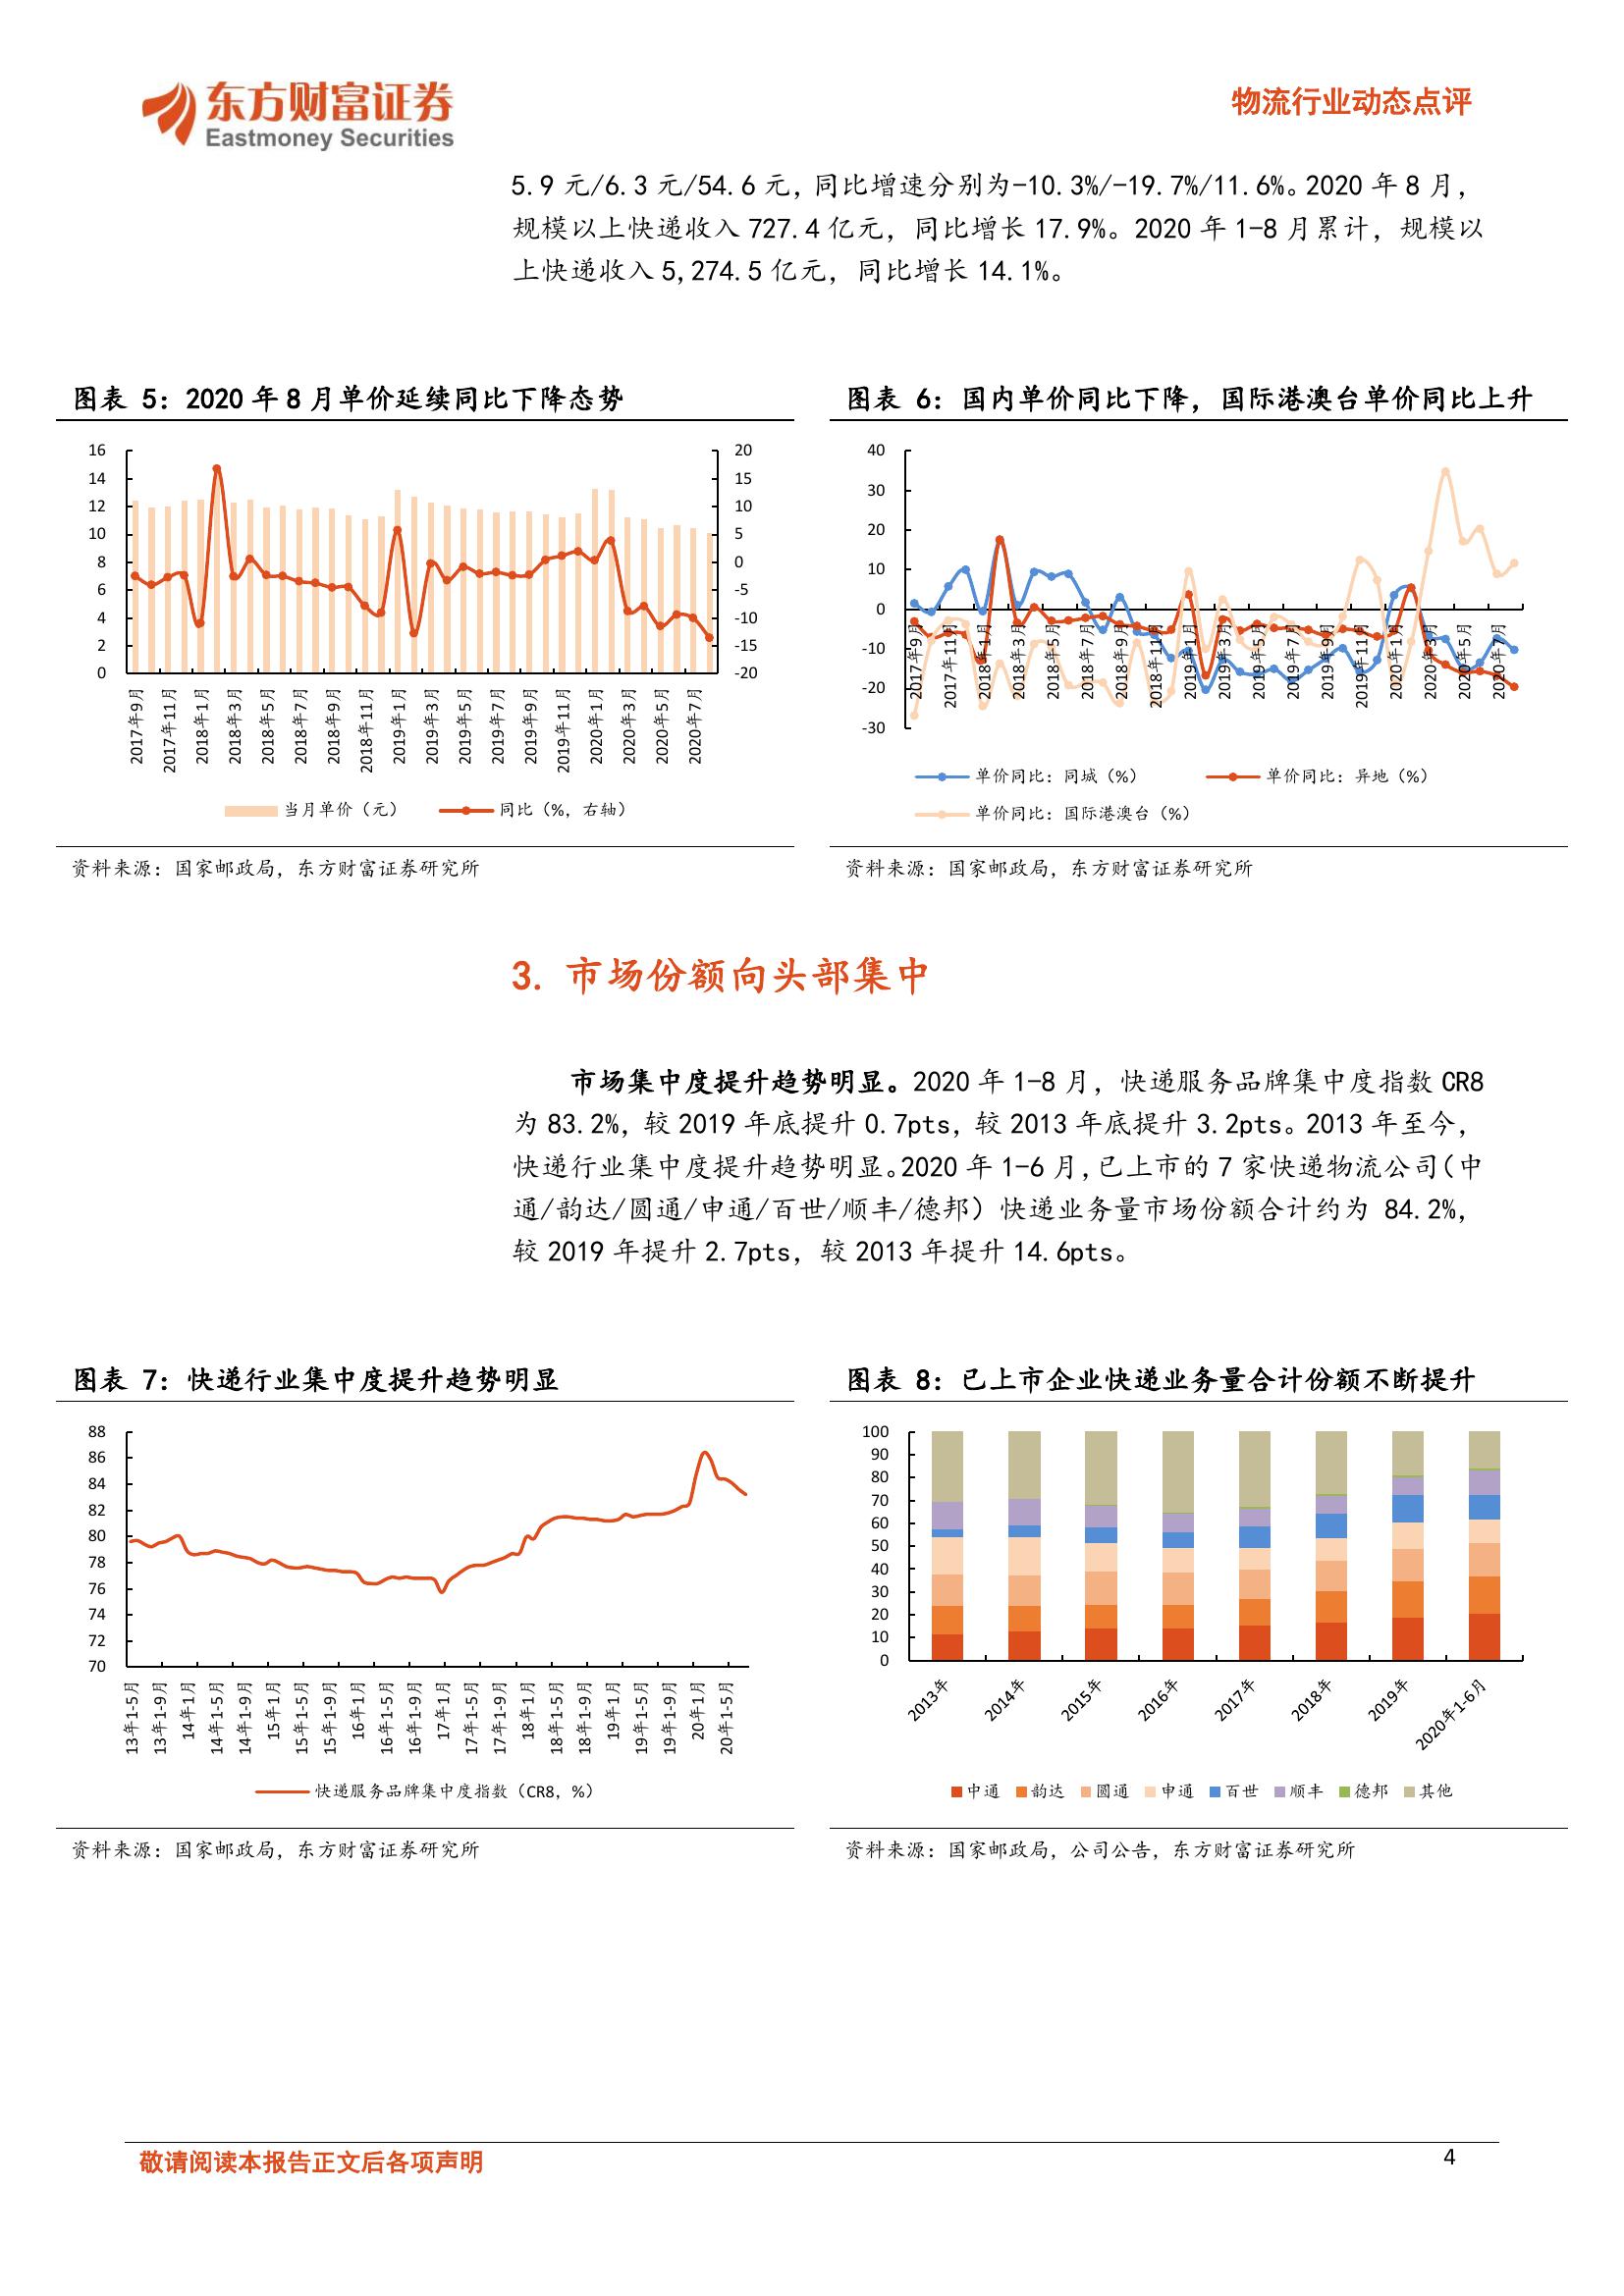 东方财富证券
Eastmoney Securities
物流行业动态点评
5.9 元/6.3 元/54.6 元，同比增速分别为-10.3%/-19.7%/11.6%。2020 年 8 月，
规模以上快递收入 727.4 亿元，同比增长 17.9%。2020 年 1-8 月累计，规模以
上快递收入 5,274.5 亿元，同比增长 14.1%。
图表 5：2020 年 8 月单价延续同比下降态势
16
14
12
10
8
6
4
2
0
20
15
10
5
0
-5
-10
-15
-20
2017年9月
2017年11月
2018年1月
2018年3月
2018年5月
2018年7月
2018年9月
2018年11月
2019年1月
2019年3月
2019年5月
2019年7月
2019年9月
2019年11月
2020年1月
2020年3月
2020年5月
2020年7月
当月单价（元）
同比（%，右轴）
资料来源：国家邮政局，东方财富证券研究所
图表 6：国内单价同比下降，国际港澳台单价同比上升
40
30
20
10
0
-10
-20
-30
2017年9月
2017年11月
2018年1月
2018年3月
2018年5月
2018年7月
2018年9月
2018年11月
2019年1月
2019年3月
2019年5月
2019年7月
2019年9月
2019年11月
2020年1月
2020年3月
2020年5月
2020年7月
单价同比：同城（%）
单价同比：异地（%）
单价同比：国际港澳台（%）
资料来源：国家邮政局，东方财富证券研究所
3. 市场份额向头部集中
市场集中度提升趋势明显。2020 年 1-8 月，快递服务品牌集中度指数 CR8
为 83.2%，较 2019 年底提升 0.7pts，较 2013 年底提升 3.2pts。2013 年至今，
快递行业集中度提升趋势明显。2020 年 1-6 月，已上市的 7 家快递物流公司（中
通/韵达/圆通/申通/百世/顺丰/德邦）快递业务量市场份额合计约为 84.2%，
较 2019 年提升 2.7pts，较 2013 年提升 14.6pts。
图表 7：快递行业集中度提升趋势明显
88
86
84
82
80
78
76
74
72
70
13年1-5月
13年1-9月
14年1月
14年1-5月
14年1-9月
15年1月
15年1-5月
15年1-9月
16年1月
16年1-5月
16年1-9月
17年1月
17年1-5月
17年1-9月
18年1月
18年1-5月
18年1-9月
19年1月
19年1-5月
19年1-9月
20年1月
20年1-5月
快递服务品牌集中度指数（CR8，%）
资料来源：国家邮政局，东方财富证券研究所
图表 8：已上市企业快递业务量合计份额不断提升
100
90
80
70
60
50
40
30
20
10
0
2013年
2014年
2015年
2016年
2017年
2018年
2019年
2020年1-6月
中通
韵达
圆通
申通
百世
顺丰
德邦
其他
资料来源：国家邮政局，公司公告，东方财富证券研究所
敬请阅读本报告正文后各项声明
4